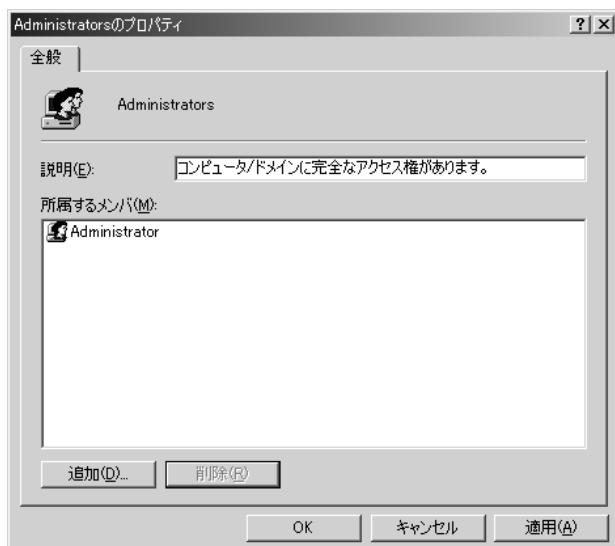 Administratorsのプロパティ
全般
Administrators
説明(E):
コンピュータ/ドメインに完全なアクセス権があります。
所属するメンバ(M):
Administrator
追加(D)... 削除(R)
OK キャンセル 適用(A)